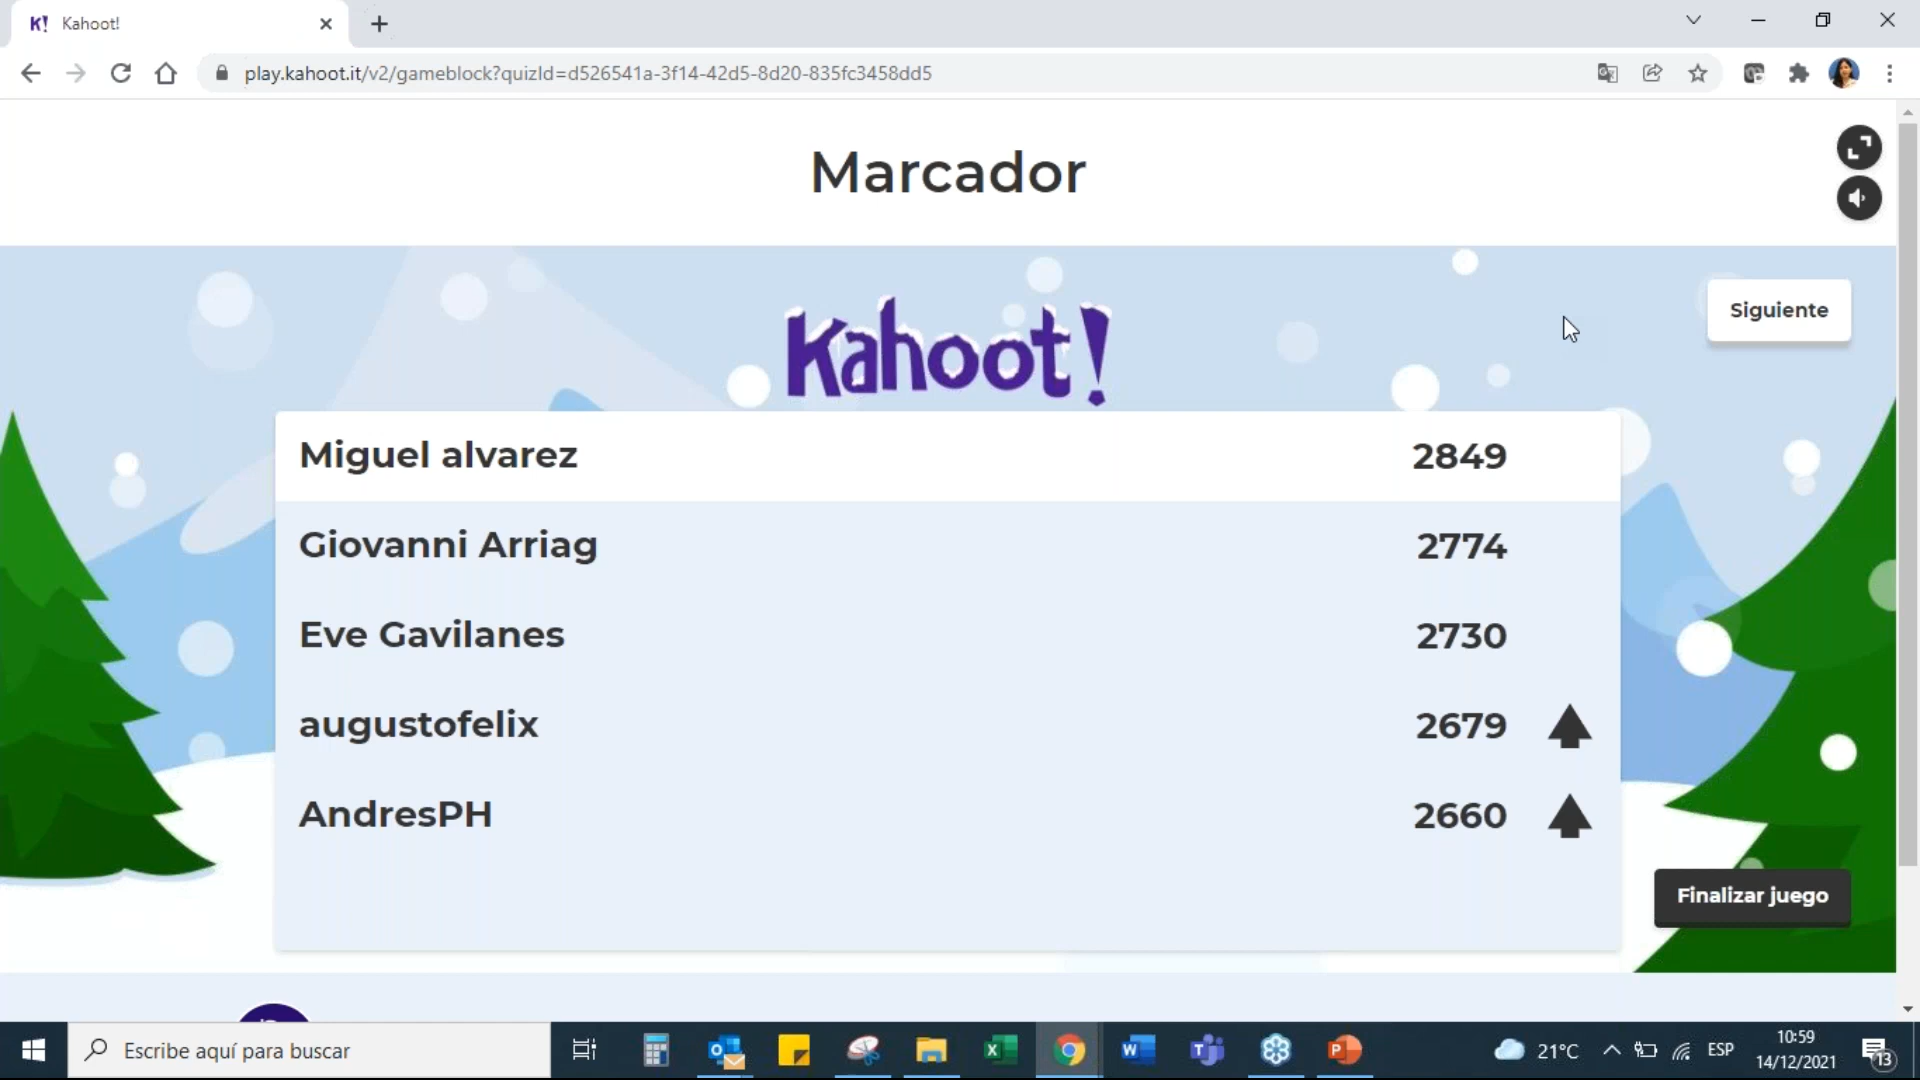 Kahoot!
play.kahoot.it/v2/gameblock?quizId=d526541a-3f14-42d5-8d20-835fc3458dd5
Marcador
Kahoot!
Siguiente
Miguel alvarez 2849
Giovanni Arriag 2774
Eve Gavilanes 2730
augustofelix 2679
AndresPH 2660
Finalizar juego
Escribe aquí para buscar
21°C
ESP
10:59
14/12/2021
13